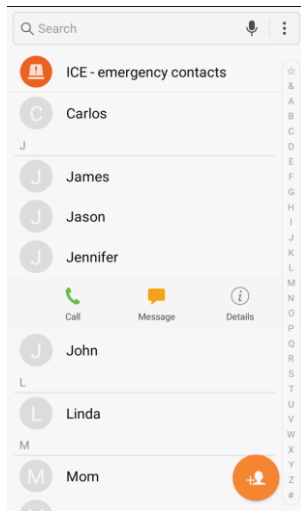 Search
ICE - emergency contacts
C Carlos
J
J James
J Jason
J Jennifer
Call Message Details
J John
L
L Linda
M
M Mom
☆
&
A
B
C
D
E
F
G
H
I
J
K
L
M
N
O
P
Q
R
S
T
U
V
W
X
Y
Z
#